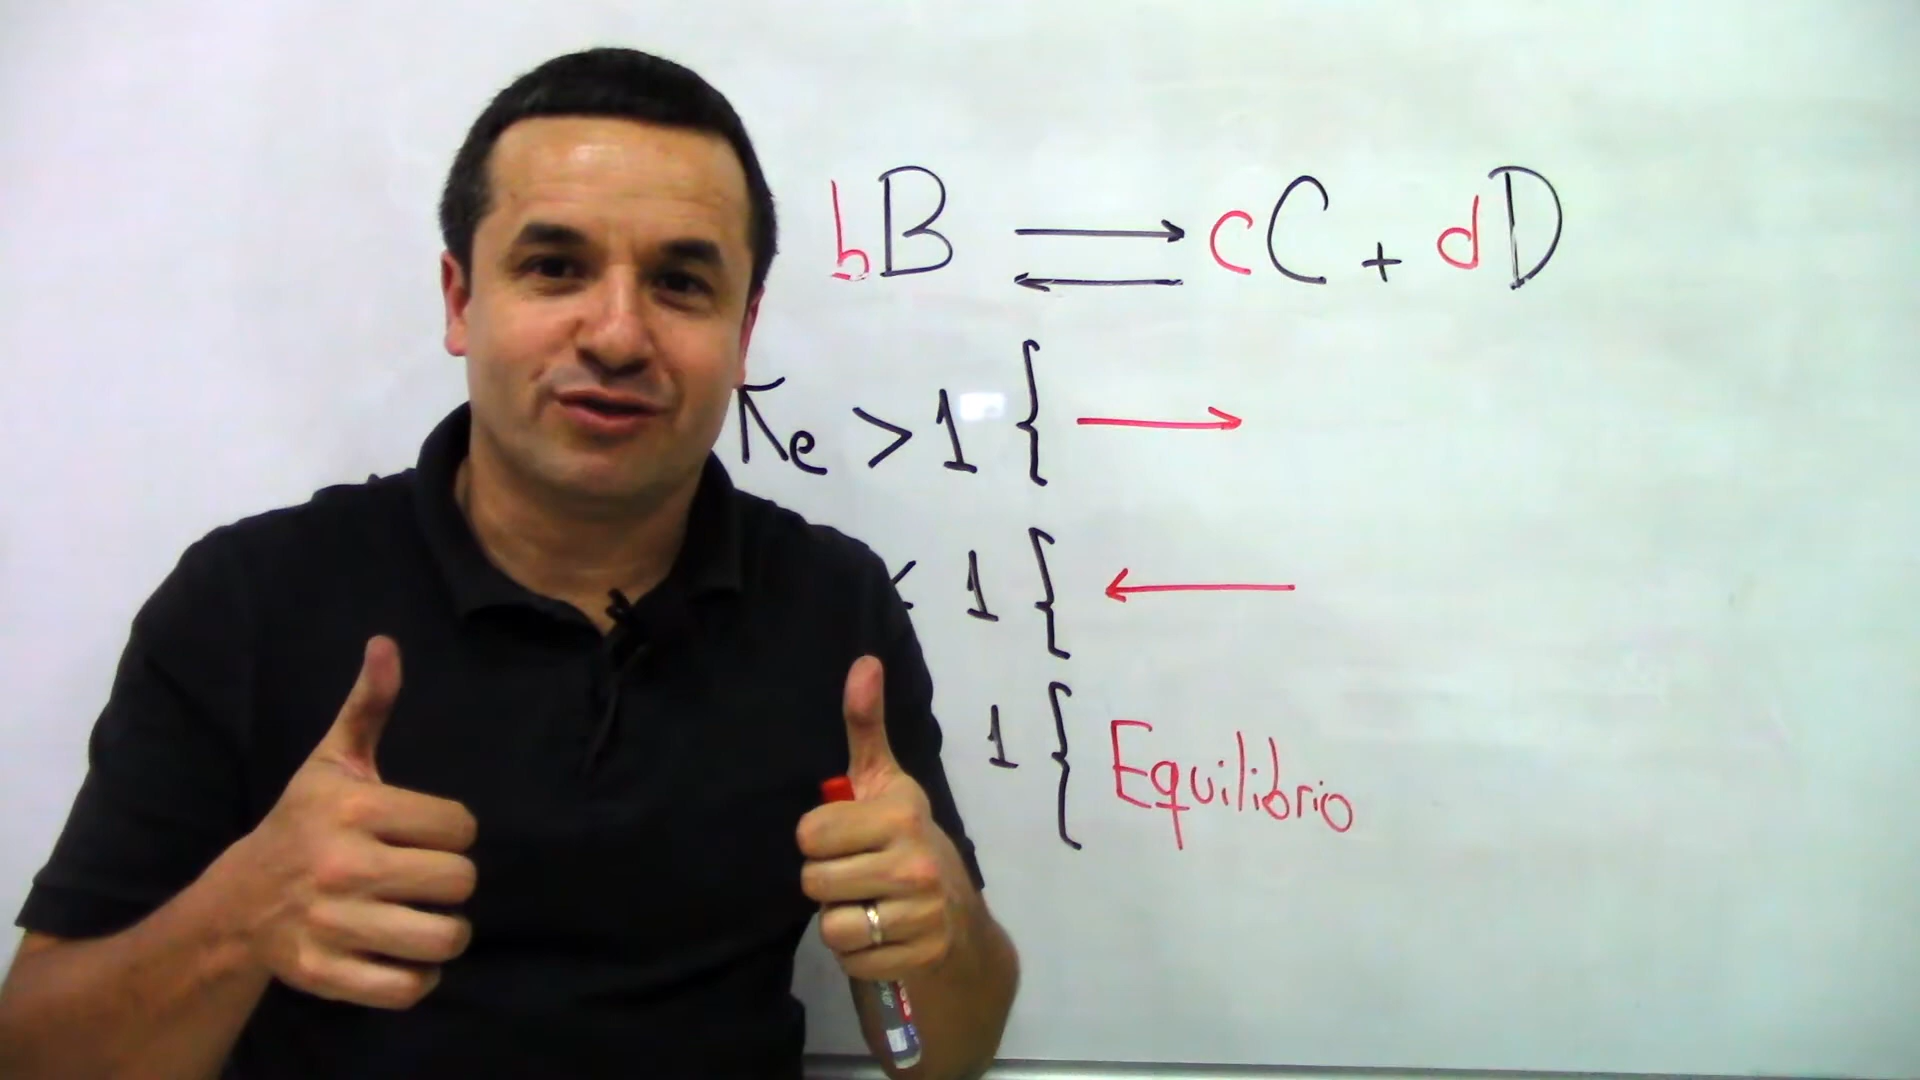 bB ⇌ cC + dD
Ke > 1 { →
< 1 { ←
1 { Equilibrio